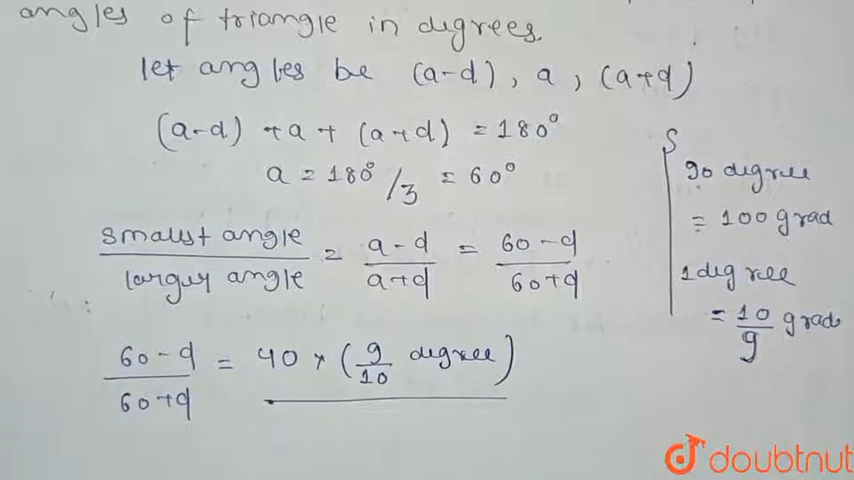 angles of triangle in degrees.
let angles be (a-d), a, (a+d)
(a-d) + a + (a+d) = 180°
a = 180°/3 = 60°
smallest angle / larger angle = a-d / a+d = 60-d / 60+d
60-d / 60+d = 40 × (9/10 degree)
90 degree
= 100 grad
1 degree
= 10/9 grad
doubtnut